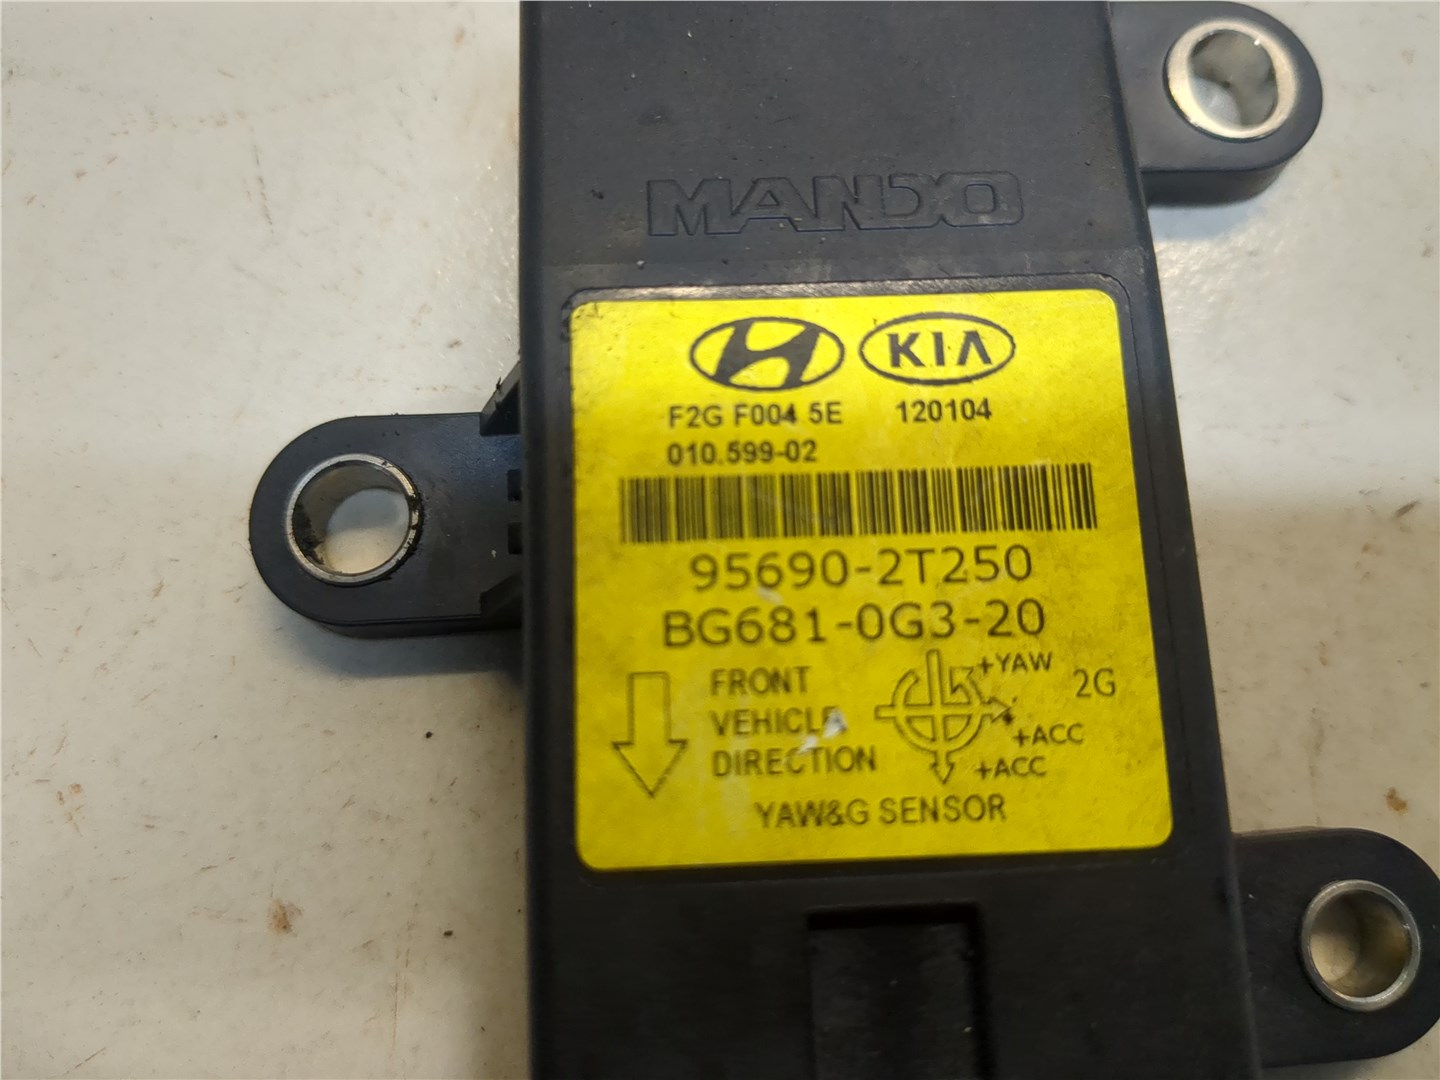 MANDO
KIA
F2G F004 5E 120104
010.599-02
95690-2T250
BG681-0G3-20
FRONT
VEHICLE
DIRECTION
+YAW
2G
+ACC
+ACC
YAW&G SENSOR